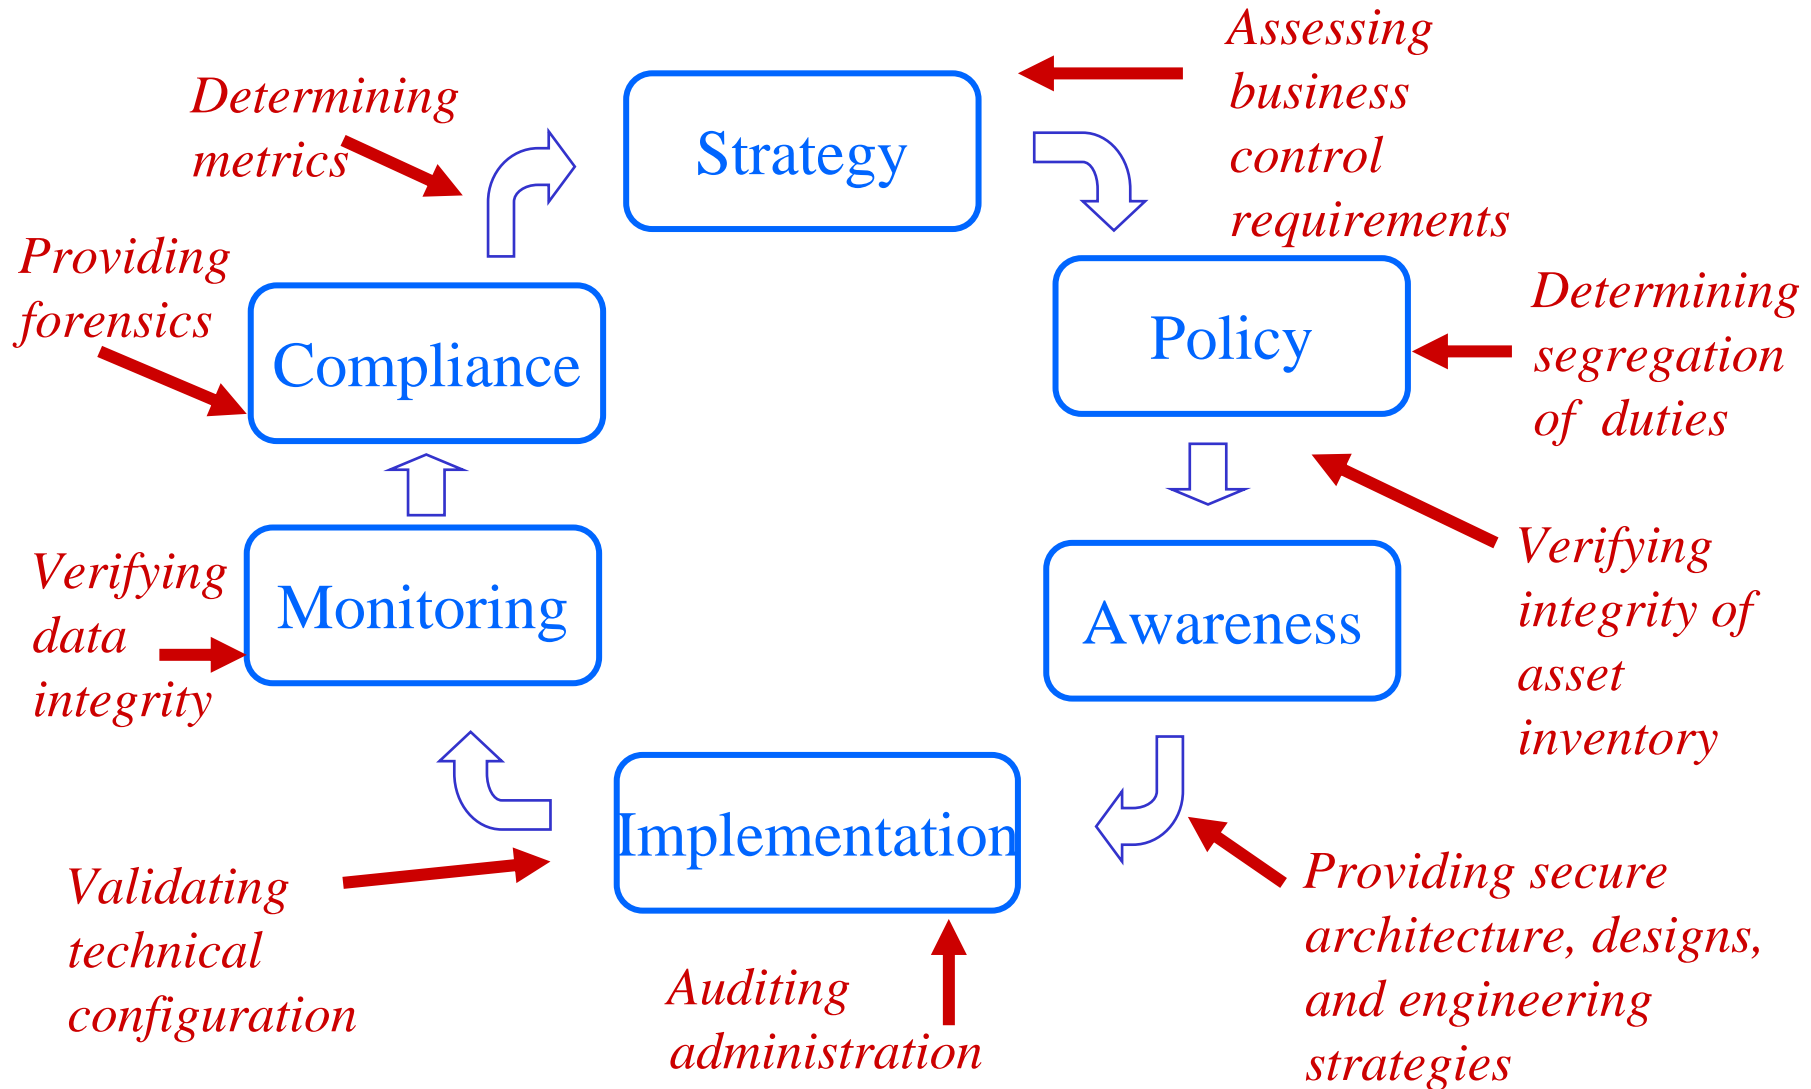 Assessing
business
control
requirements
Determining
metrics
Strategy
Providing
forensics
Compliance
Policy
Determining
segregation
of duties
Verifying
data
integrity
Monitoring
Awareness
Verifying
integrity of
asset
inventory
Implementation
Validating
technical
configuration
Auditing
administration
Providing secure
architecture, designs,
and engineering
strategies